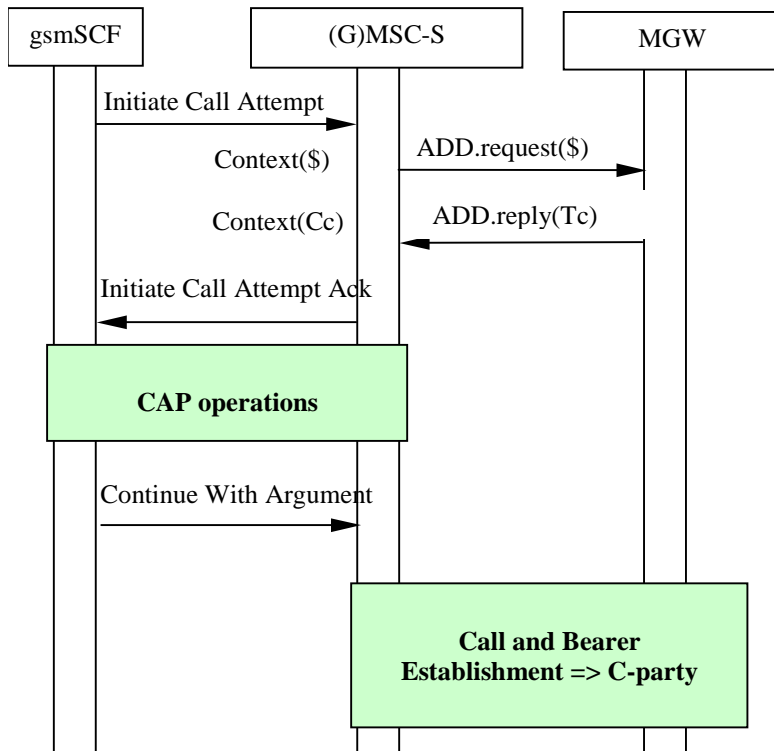 gsmSCF
(G)MSC-S
MGW
Initiate Call Attempt
Context($)
ADD.request($)
Context(Cc)
ADD.reply(Tc)
Initiate Call Attempt Ack
CAP operations
Continue With Argument
Call and Bearer
Establishment => C-party